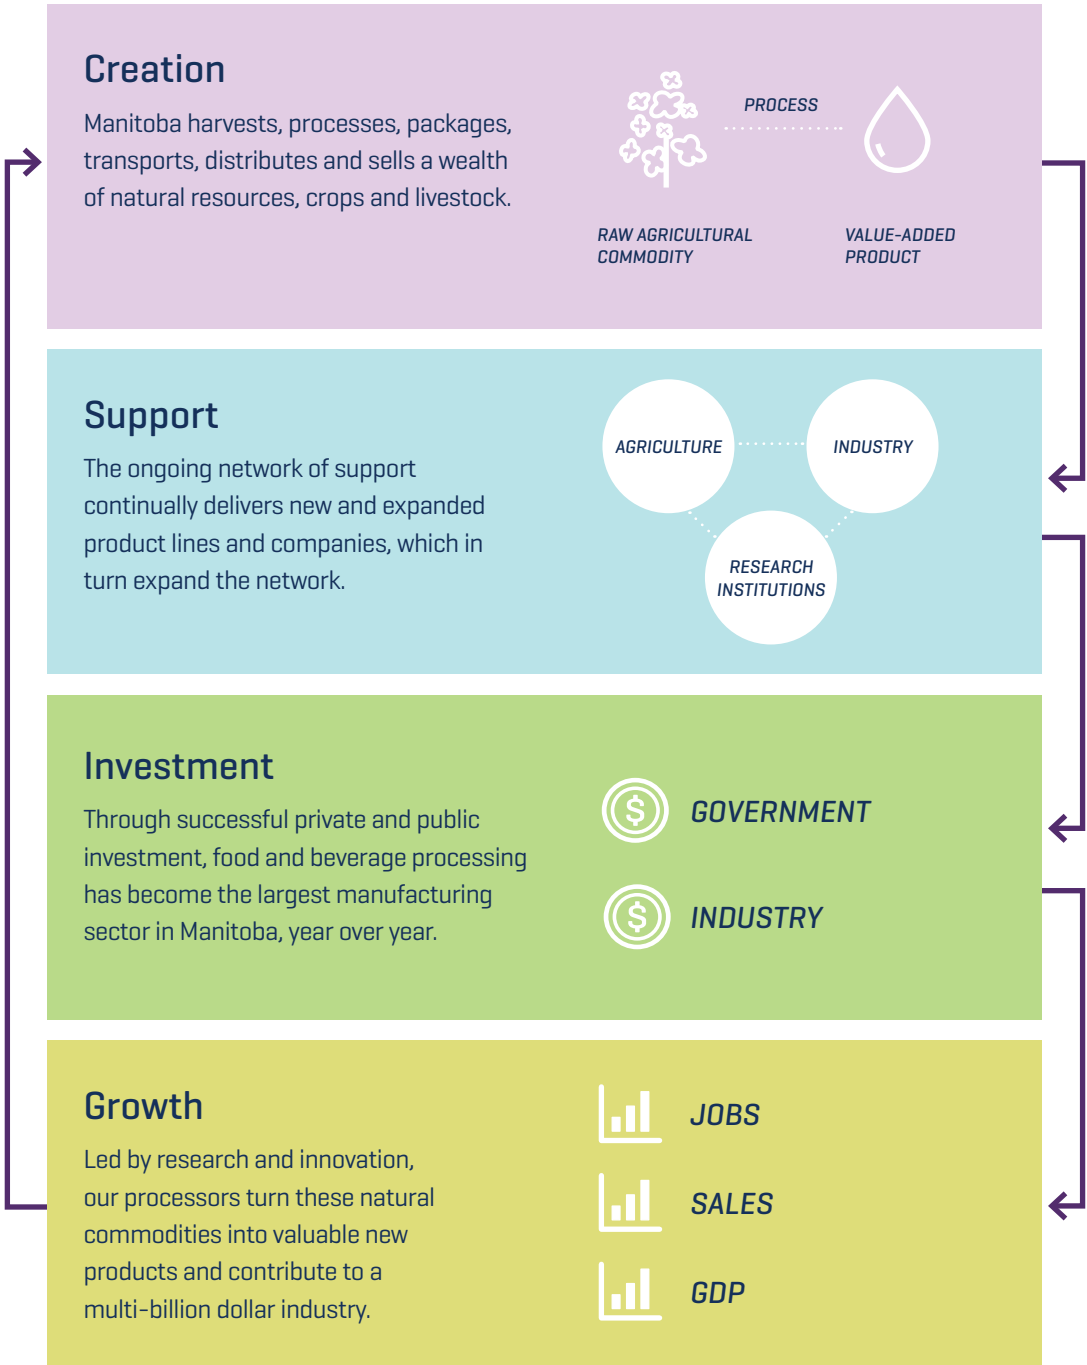 Creation
Manitoba harvests, processes, packages,
transports, distributes and sells a wealth
of natural resources, crops and livestock.
PROCESS
RAW AGRICULTURAL
COMMODITY
VALUE-ADDED
PRODUCT
Support
The ongoing network of support
continually delivers new and expanded
product lines and companies, which in
turn expand the network.
AGRICULTURE
INDUSTRY
RESEARCH
INSTITUTIONS
Investment
Through successful private and public
investment, food and beverage processing
has become the largest manufacturing
sector in Manitoba, year over year.
$ GOVERNMENT
$ INDUSTRY
Growth
Led by research and innovation,
our processors turn these natural
commodities into valuable new
products and contribute to a
multi-billion dollar industry.
JOBS
SALES
GDP